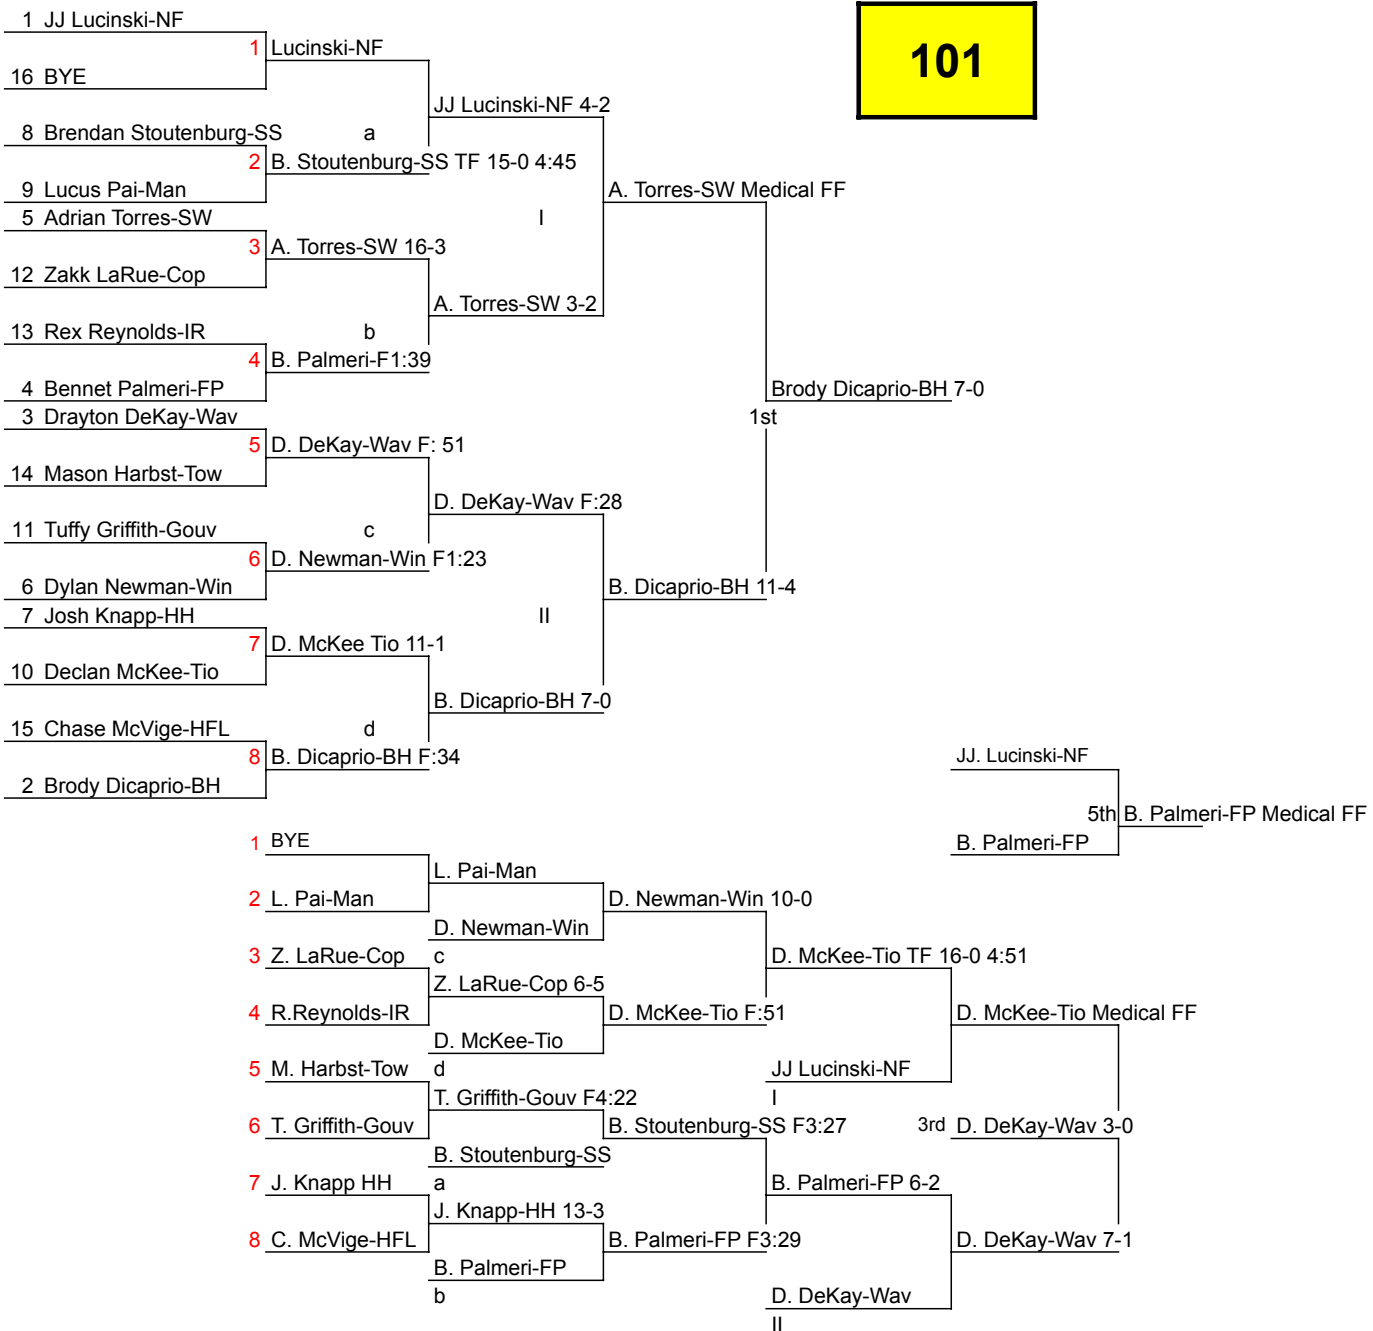 1 JJ Lucinski-NF
1 Lucinski-NF
101
16 BYE
JJ Lucinski-NF 4-2
8 Brendan Stoutenburg-SS
a
2 B. Stoutenburg-SS TF 15-0 4:45
9 Lucus Pai-Man
A. Torres-SW Medical FF
5 Adrian Torres-SW
I
3 A. Torres-SW 16-3
12 Zakk LaRue-Cop
A. Torres-SW 3-2
13 Rex Reynolds-IR
b
4 B. Palmeri-F1:39
4 Bennet Palmeri-FP
Brody Dicaprio-BH 7-0
3 Drayton DeKay-Wav
1st
5 D. DeKay-Wav F: 51
14 Mason Harbst-Tow
D. DeKay-Wav F:28
11 Tuffy Griffith-Gouv
c
6 D. Newman-Win F1:23
6 Dylan Newman-Win
B. Dicaprio-BH 11-4
7 Josh Knapp-HH
II
7 D. McKee Tio 11-1
10 Declan McKee-Tio
B. Dicaprio-BH 7-0
15 Chase McVige-HFL
d
8 B. Dicaprio-BH F:34
JJ. Lucinski-NF
2 Brody Dicaprio-BH
5th B. Palmeri-FP Medical FF
1 BYE
B. Palmeri-FP
L. Pai-Man
2 L. Pai-Man
D. Newman-Win 10-0
D. Newman-Win
3 Z. LaRue-Cop
c
D. McKee-Tio TF 16-0 4:51
Z. LaRue-Cop 6-5
4 R.Reynolds-IR
D. McKee-Tio F:51
D. McKee-Tio Medical FF
D. McKee-Tio
5 M. Harbst-Tow
d
JJ Lucinski-NF
T. Griffith-Gouv F4:22
I
6 T. Griffith-Gouv
B. Stoutenburg-SS F3:27
3rd D. DeKay-Wav 3-0
B. Stoutenburg-SS
7 J. Knapp HH
a
B. Palmeri-FP 6-2
J. Knapp-HH 13-3
8 C. McVige-HFL
B. Palmeri-FP F3:29
D. DeKay-Wav 7-1
B. Palmeri-FP
b
D. DeKay-Wav
II